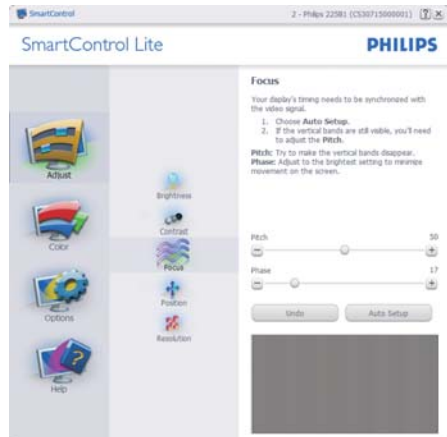 SmartControl
2 - Philips 225B1 (CS30715000001)
SmartControl Lite
PHILIPS
Adjust
Color
Options
Help
Brightness
Contrast
Focus
Position
Resolution
Focus
Your display's timing needs to be synchronized with
the video signal.
1. Choose Auto Setup.
2. If the vertical bands are still visible, you'll need
to adjust the Pitch.
Pitch: Try to make the vertical bands disappear.
Phase: Adjust to the brightest setting to minimize
movement on the screen.
Pitch 50
Phase 17
Undo Auto Setup